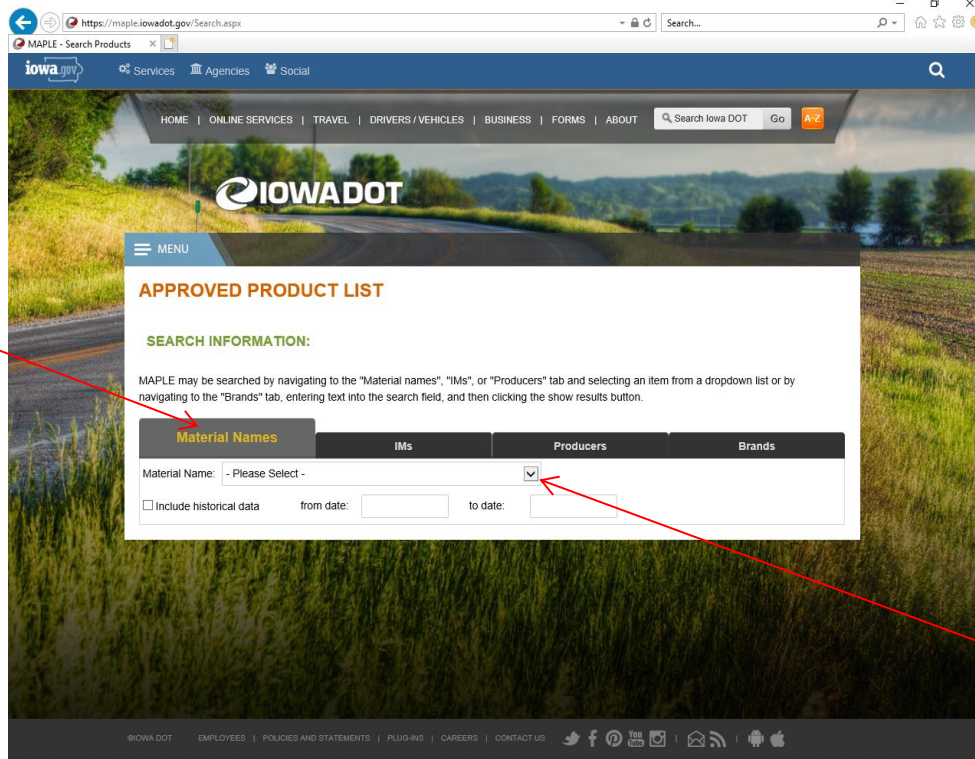 https://maple.iowadot.gov/Search.aspx
Search...
MAPLE - Search Products
iowa.gov Services Agencies Social
HOME | ONLINE SERVICES | TRAVEL | DRIVERS / VEHICLES | BUSINESS | FORMS | ABOUT Search Iowa DOT Go A-Z
IOWADOT
MENU
APPROVED PRODUCT LIST
SEARCH INFORMATION:
MAPLE may be searched by navigating to the "Material names", "IMs", or "Producers" tab and selecting an item from a dropdown list or by
navigating to the "Brands" tab, entering text into the search field, and then clicking the show results button.
Material Names IMs Producers Brands
Material Name: - Please Select -
Include historical data from date: to date:
©IOWA DOT EMPLOYEES | POLICIES AND STATEMENTS | PLUG-INS | CAREERS | CONTACT US You Tube